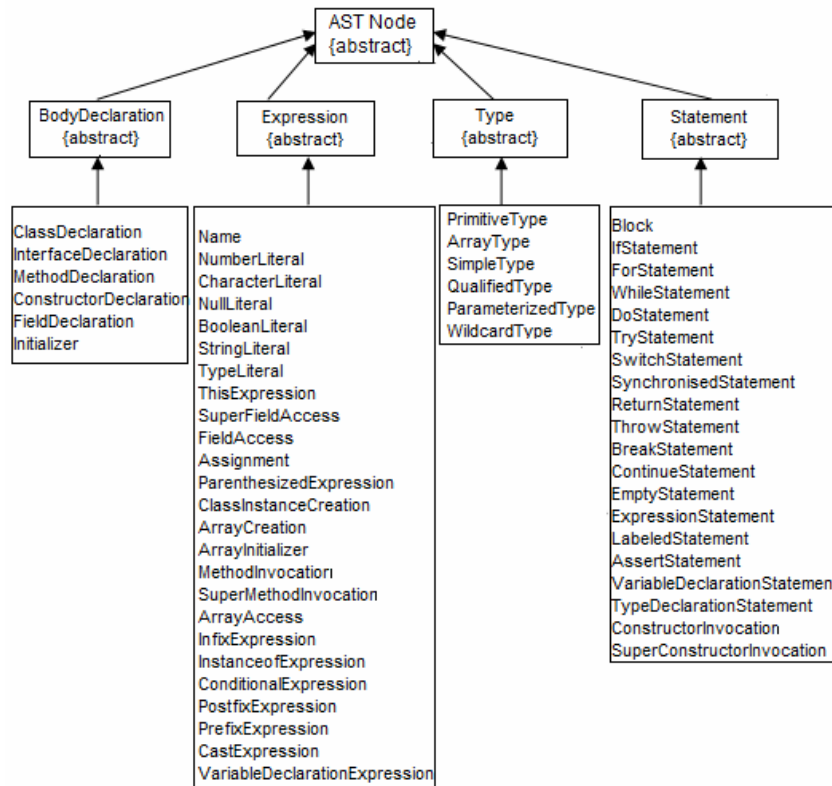 AST Node
{abstract}
BodyDeclaration
{abstract}
Expression
{abstract}
Type
{abstract}
Statement
{abstract}
ClassDeclaration
InterfaceDeclaration
MethodDeclaration
ConstructorDeclaration
FieldDeclaration
Initializer
Name
NumberLiteral
CharacterLiteral
NullLiteral
BooleanLiteral
StringLiteral
TypeLiteral
ThisExpression
SuperFieldAccess
FieldAccess
Assignment
ParenthesizedExpression
ClassInstanceCreation
ArrayCreation
ArrayInitializer
MethodInvocation
SuperMethodInvocation
ArrayAccess
InfixExpression
InstanceofExpression
ConditionalExpression
PostfixExpression
PrefixExpression
CastExpression
VariableDeclarationExpression
PrimitiveType
ArrayType
SimpleType
QualifiedType
ParameterizedType
WildcardType
Block
IfStatement
ForStatement
WhileStatement
DoStatement
TryStatement
SwitchStatement
SynchronisedStatement
ReturnStatement
ThrowStatement
BreakStatement
ContinueStatement
EmptyStatement
ExpressionStatement
LabeledStatement
AssertStatement
VariableDeclarationStatement
TypeDeclarationStatement
ConstructorInvocation
SuperConstructorInvocation